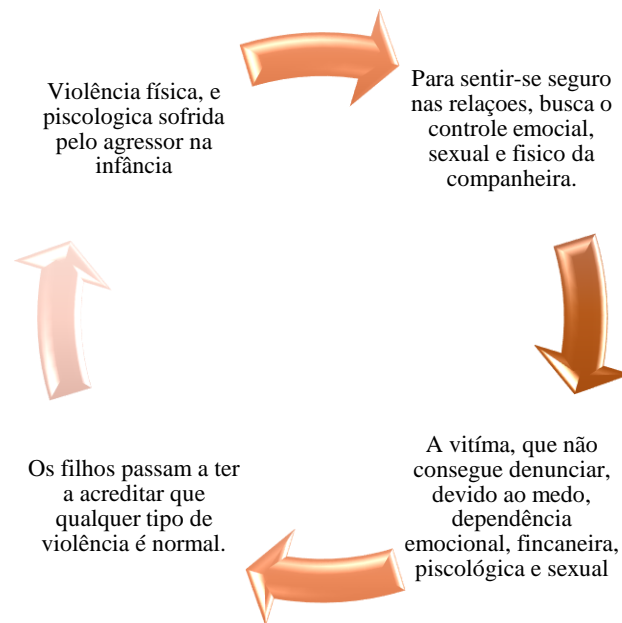 Violência física, e
piscologica sofrida
pelo agressor na
infância
Para sentir-se seguro
nas relaçoes, busca o
controle emocial,
sexual e fisico da
companheira.
A vitíma, que não
consegue denunciar,
devido ao medo,
dependência
emocional, fincaneira,
piscológica e sexual
Os filhos passam a ter
a acreditar que
qualquer tipo de
violência é normal.